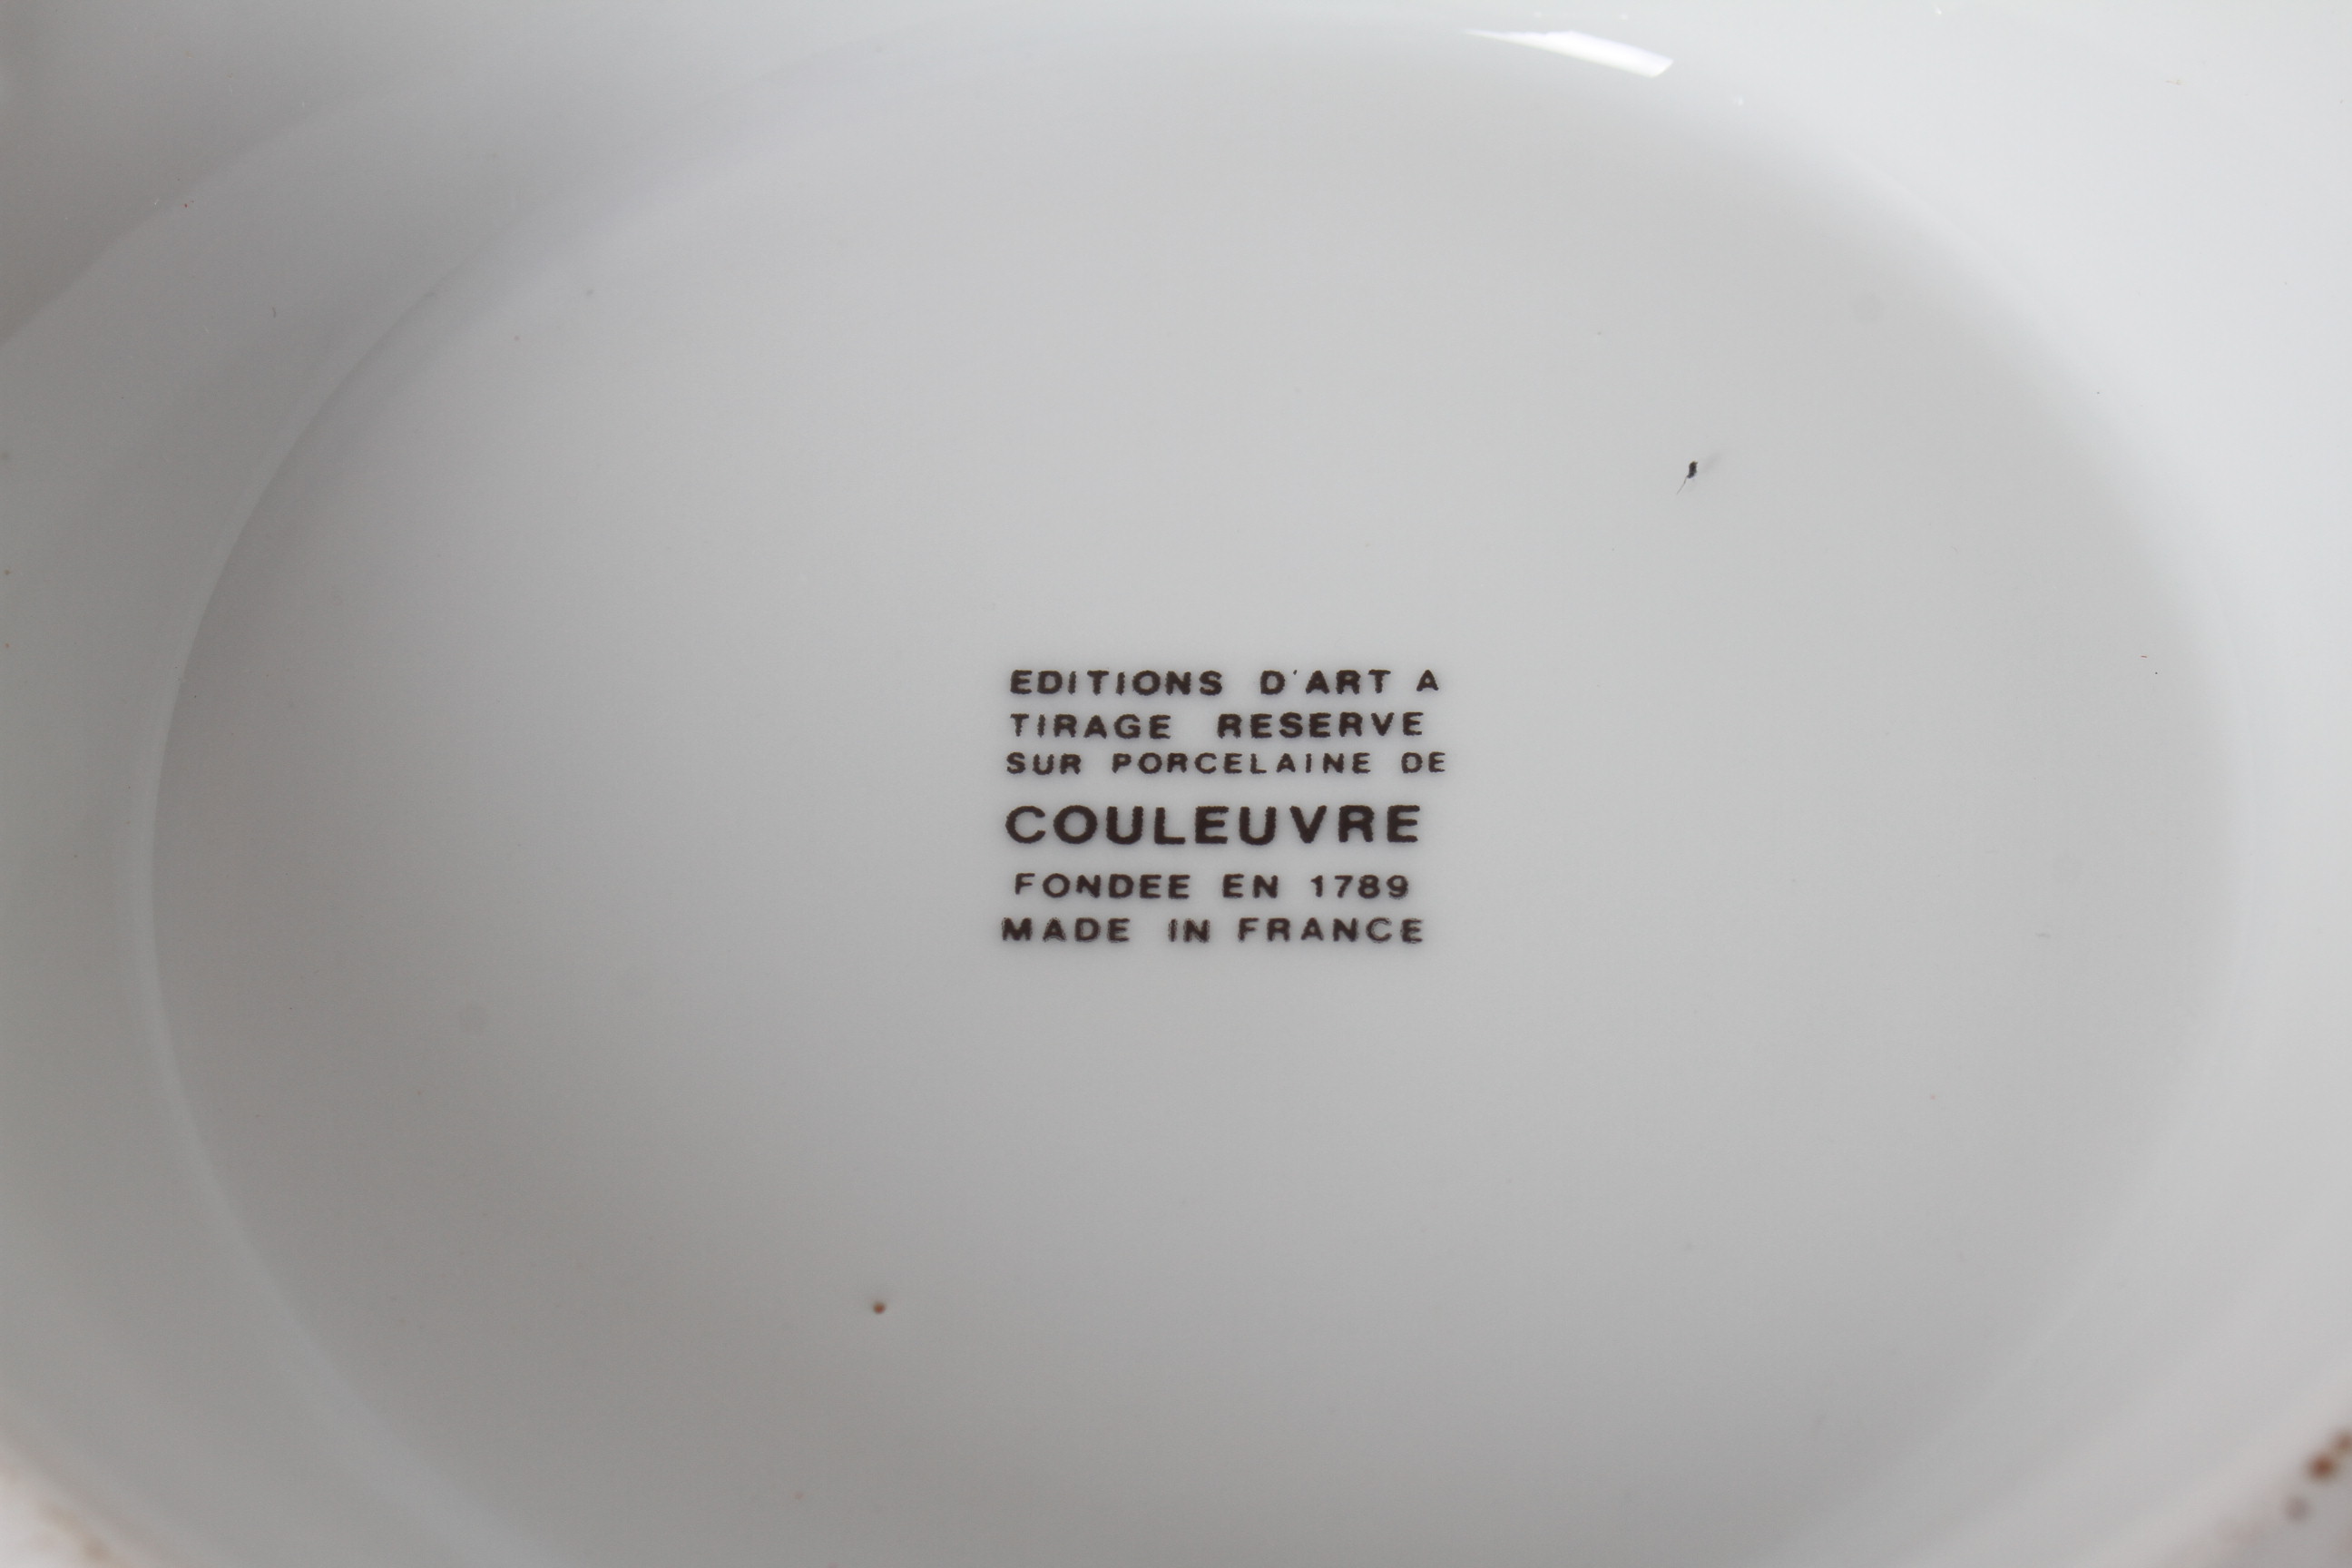 EDITIONS D'ART A
TIRAGE RESERVE
SUR PORCELAINE DE
COULEUVRE
FONDEE EN 1789
MADE IN FRANCE